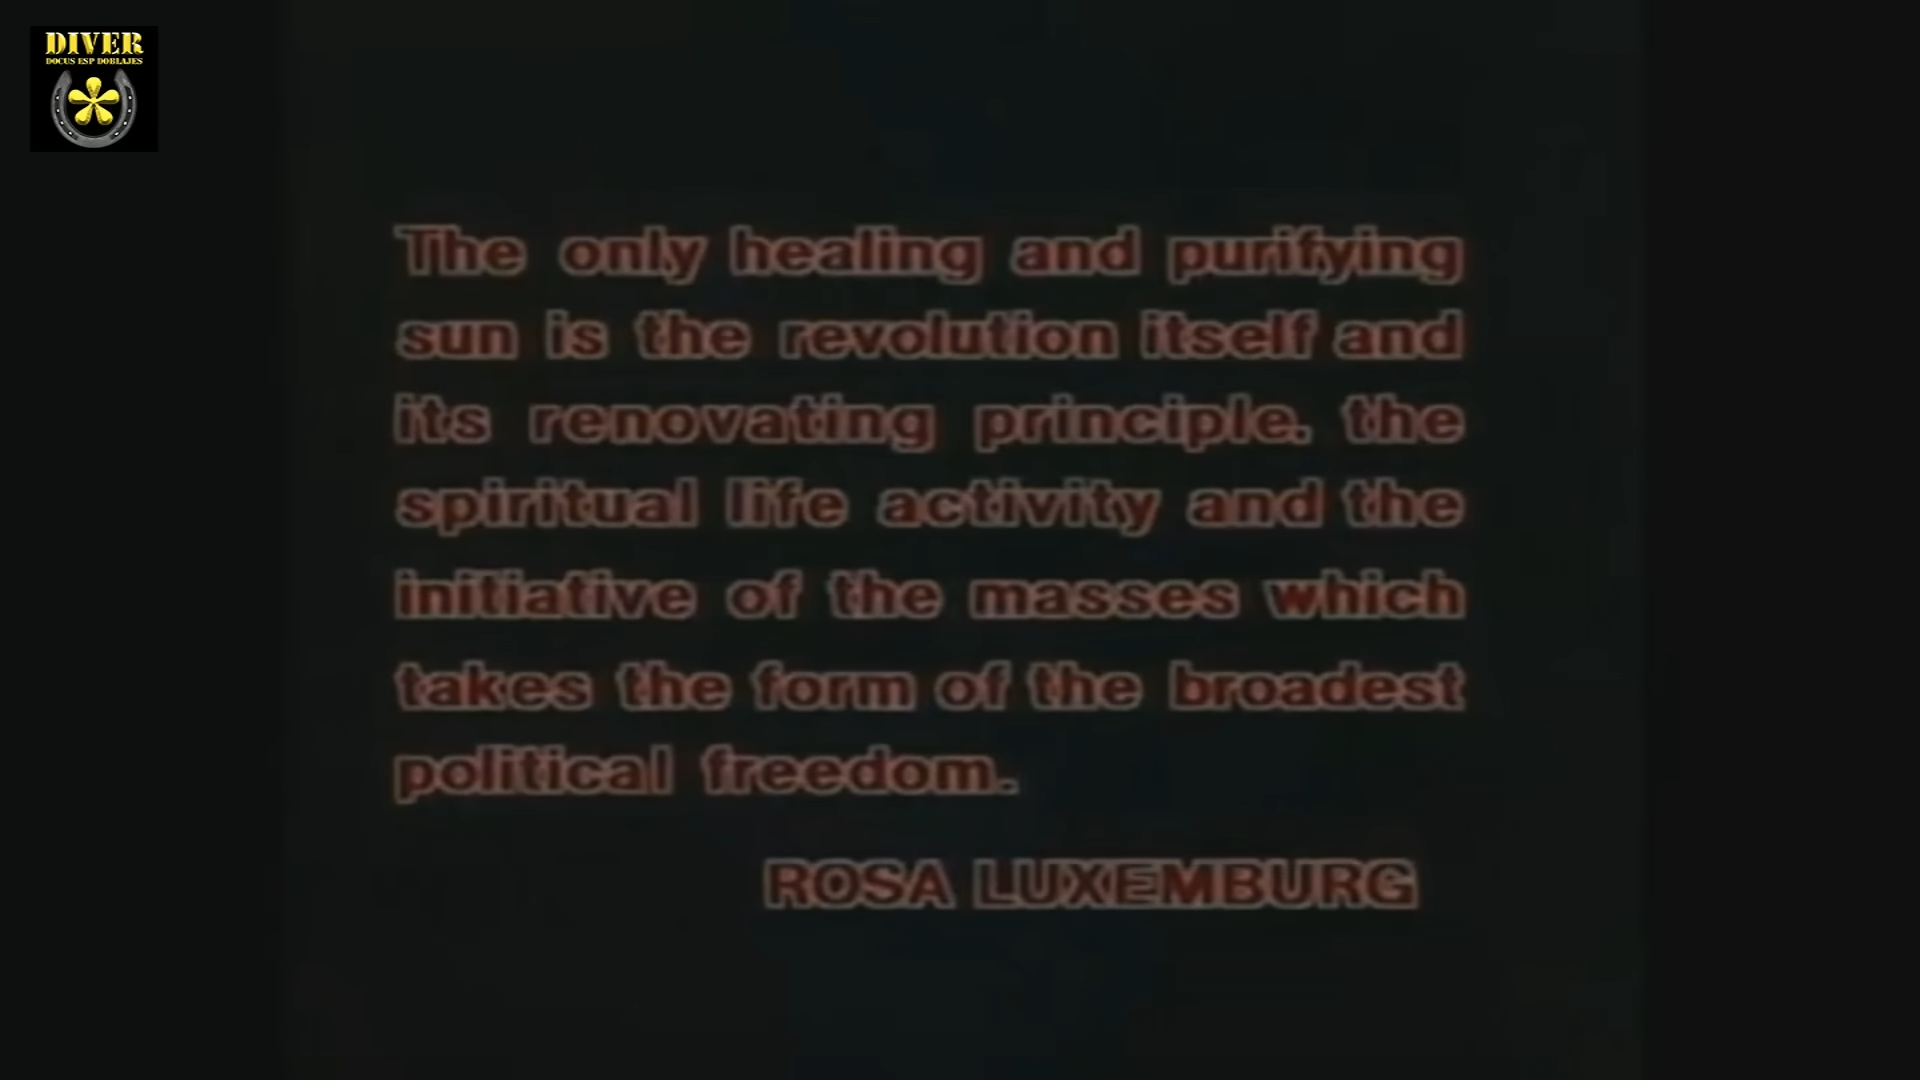 DIVER
DOCUS ESP DOBLAJES
The only healing and purifying
sun is the revolution itself and
its renovating principle. the
spiritual life activity and the
initiative of the masses which
takes the form of the broadest
political freedom.
ROSA LUXEMBURG